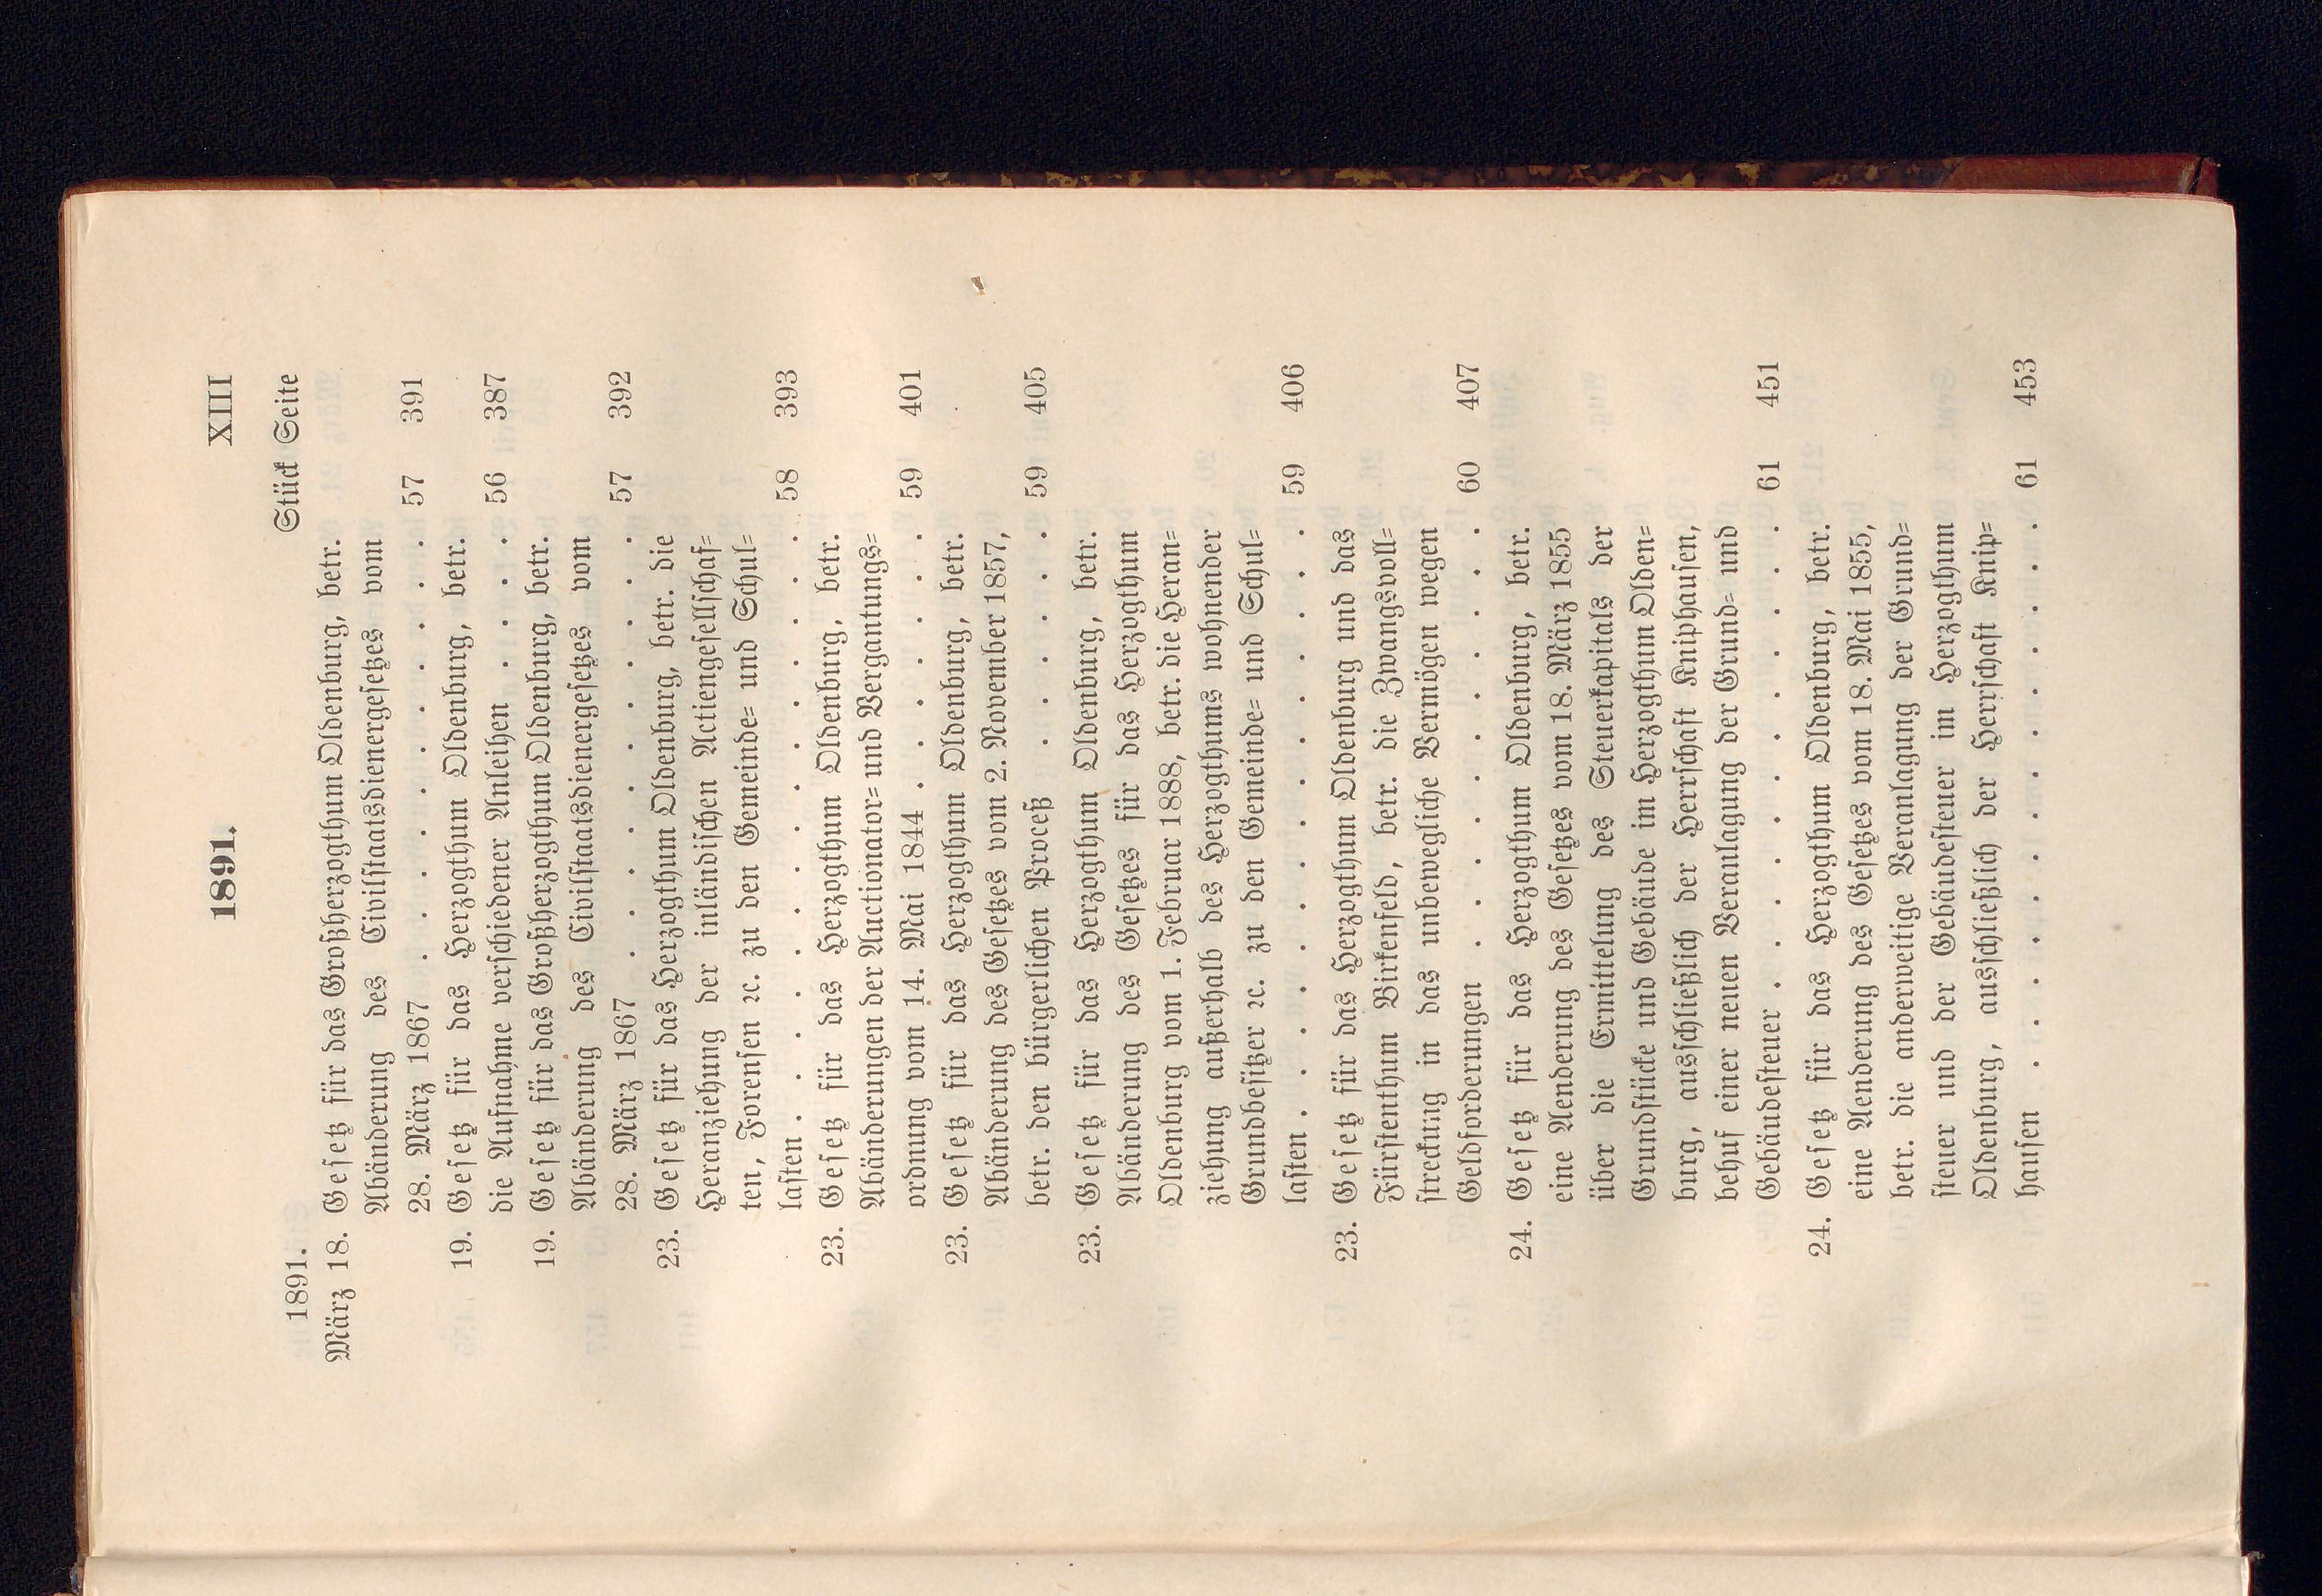 1891. XIII
1891. Stück Seite
März 18. Gesetz für das Großherzogthum Oldenburg, betr.
Abänderung des Civilstaatsdienergesetzes vom
28. März 1867 . . . . . . . . . 57 391
19. Gesetz für das Herzogthum Oldenburg, betr.
die Aufnahme verschiedener Anleihen . . . . 56 387
19. Gesetz für das Großherzogthum Oldenburg, betr.
Abänderung des Civilstaatsdienergesetzes vom
28. März 1867 . . . . . . . . . 57 392
23. Gesetz für das Herzogthum Oldenburg, betr. die
Heranziehung der inländischen Actiengesellschaf=
ten, Forensen ꝛc. zu den Gemeinde= und Schul=
lasten . . . . . . . . . . . . 58 393
23. Gesetz für das Herzogthum Oldenburg, betr.
Abänderungen der Auctionator= und Vergantungs=
ordnung vom 14. Mai 1844 . . . . . . . 59 401
23. Gesetz für das Herzogthum Oldenburg, betr.
Abänderung des Gesetzes vom 2. November 1857,
betr. den bürgerlichen Proceß . . . . . . 59 405
23. Gesetz für das Herzogthum Oldenburg, betr.
Abänderung des Gesetzes für das Herzogthum
Oldenburg vom 1. Februar 1888, betr. die Heran=
ziehung außerhalb des Herzogthums wohnender
Grundbesitzer ꝛc. zu den Gemeinde= und Schul=
lasten . . . . . . . . . . . . 59 406
23. Gesetz für das Herzogthum Oldenburg und das
Fürstenthum Birkenfeld, betr. die Zwangsvoll=
streckung in das unbewegliche Vermögen wegen
Geldforderungen . . . . . . . . . 60 407
24. Gesetz für das Herzogthum Oldenburg, betr.
eine Aenderung des Gesetzes vom 18. März 1855
über die Ermittelung des Steuerkapitals der
Grundstücke und Gebäude im Herzogthum Olden=
burg, ausschließlich der Herrschaft Kniphausen,
behuf einer neuen Veranlagung der Grund= und
Gebäudesteuer . . . . . . . . . . 61 451
24. Gesetz für das Herzogthum Oldenburg, betr.
eine Aenderung des Gesetzes vom 18. Mai 1855,
betr. die anderweitige Veranlagung der Grund=
steuer und der Gebäudesteuer im Herzogthum
Oldenburg, ausschließlich der Herrschaft Knip=
hausen . . . . . . . . . . . . 61 453